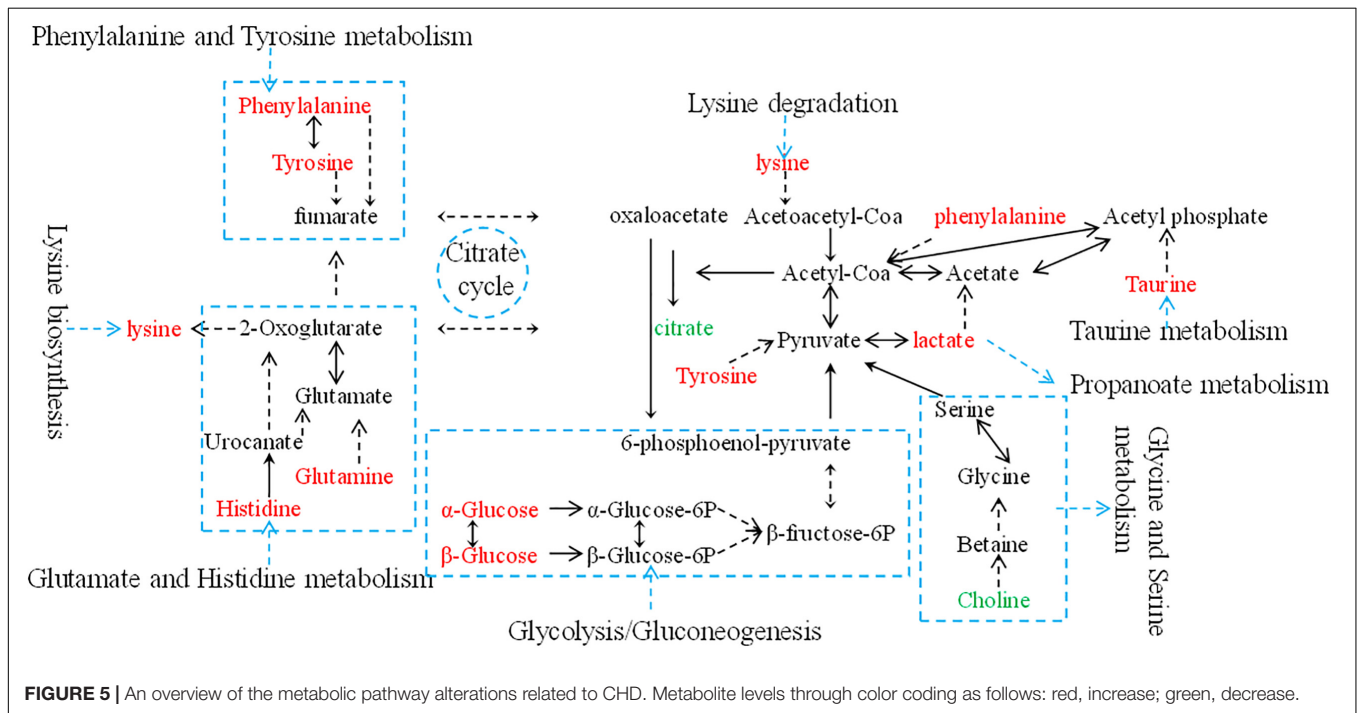 Phenylalanine and Tyrosine metabolism
Phenylalanine
Tyrosine
fumarate
Lysine biosynthesis
lysine
2-Oxoglutarate
Glutamate
Urocanate
Glutamine
Histidine
Glutamate and Histidine metabolism
Citrate
cycle
Lysine degradation
lysine
oxaloacetate
Acetoacetyl-Coa
phenylalanine
Acetyl phosphate
Acetyl-Coa
Acetate
Taurine
citrate
Pyruvate
lactate
Taurine metabolism
Tyrosine
Propanoate metabolism
6-phosphoenol-pyruvate
α-Glucose
α-Glucose-6P
β-fructose-6P
β-Glucose
β-Glucose-6P
Glycolysis/Gluconeogenesis
Serine
Glycine
Betaine
Choline
Glycine and Serine
metabolism
FIGURE 5 | An overview of the metabolic pathway alterations related to CHD. Metabolite levels through color coding as follows: red, increase; green, decrease.